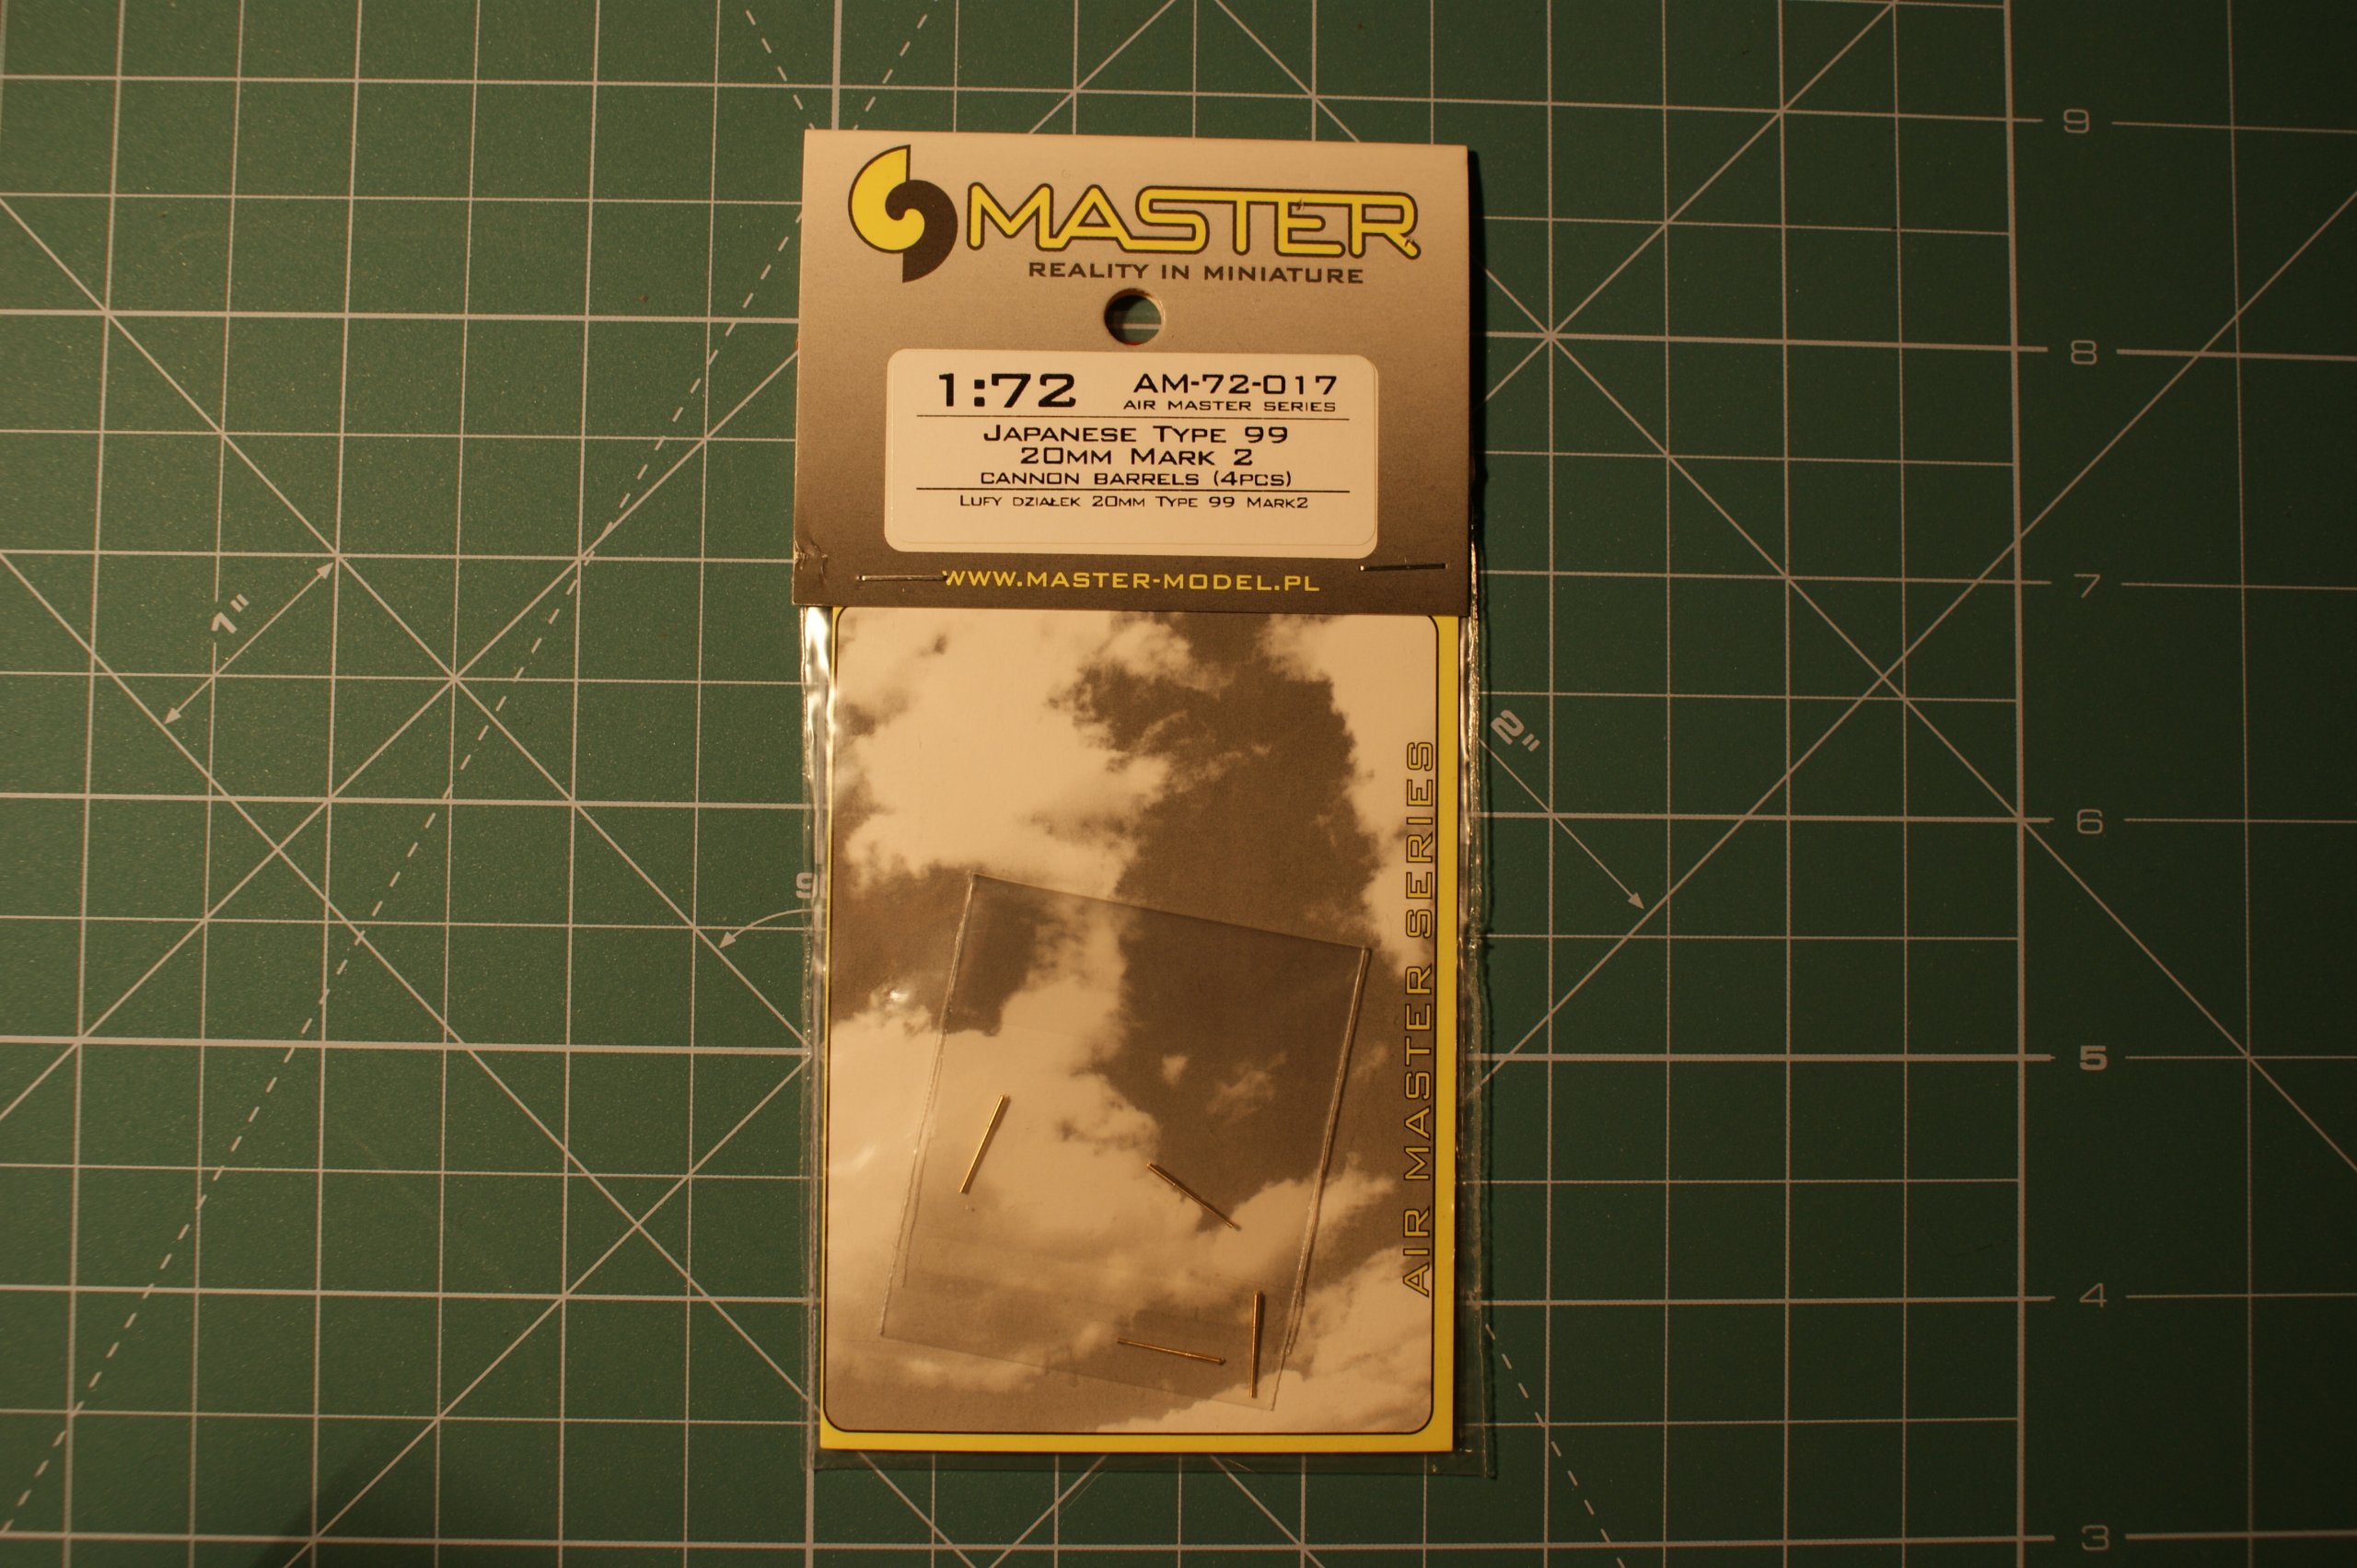 MASTER
REALITY IN MINIATURE
1:72 AM-72-017
AIR MASTER SERIES
JAPANESE TYPE 99
20MM MARK 2
CANNON BARRELS (4PCS)
LUFY DZIAŁEK 20MM TYPE 99 MARK2
WWW.MASTER-MODEL.PL
AIR MASTER SERIES
1"
2"
9
9
8
7
6
5
4
3